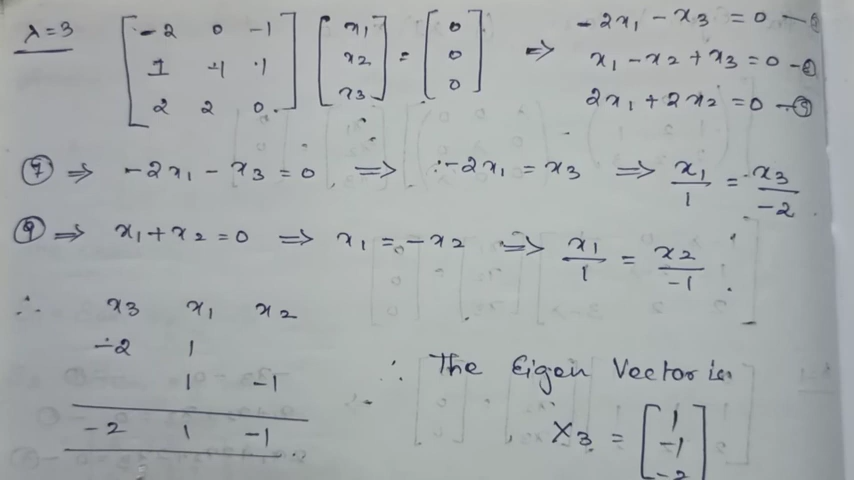 λ=3 [-2 0 -1 1 -1 1 2 2 0] [x1 x2 x3] = [0 0 0] ⇒ -2x1 - x3 = 0
x1 - x2 + x3 = 0 - ⑧
2x1 + 2x2 = 0 - ⑨
⑦ ⇒ -2x1 - x3 = 0 ⇒ ∴ -2x1 = x3 ⇒ x1/1 = x3/-2
⑨ ⇒ x1 + x2 = 0 ⇒ x1 = -x2 ⇒ x1/1 = x2/-1
∴ x3 x1 x2
-2 1
1 -1
-2 1 -1
∴ The Eigen Vector is
X3 = [1 -1 -2]